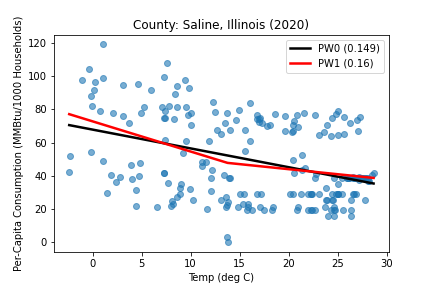 County: Saline, Illinois (2020)
PW0 (0.149)
PW1 (0.16)
Per-Capita Consumption (MMBtu/1000 Households)
120
100
80
60
40
20
0
0 5 10 15 20 25 30
Temp (deg C)